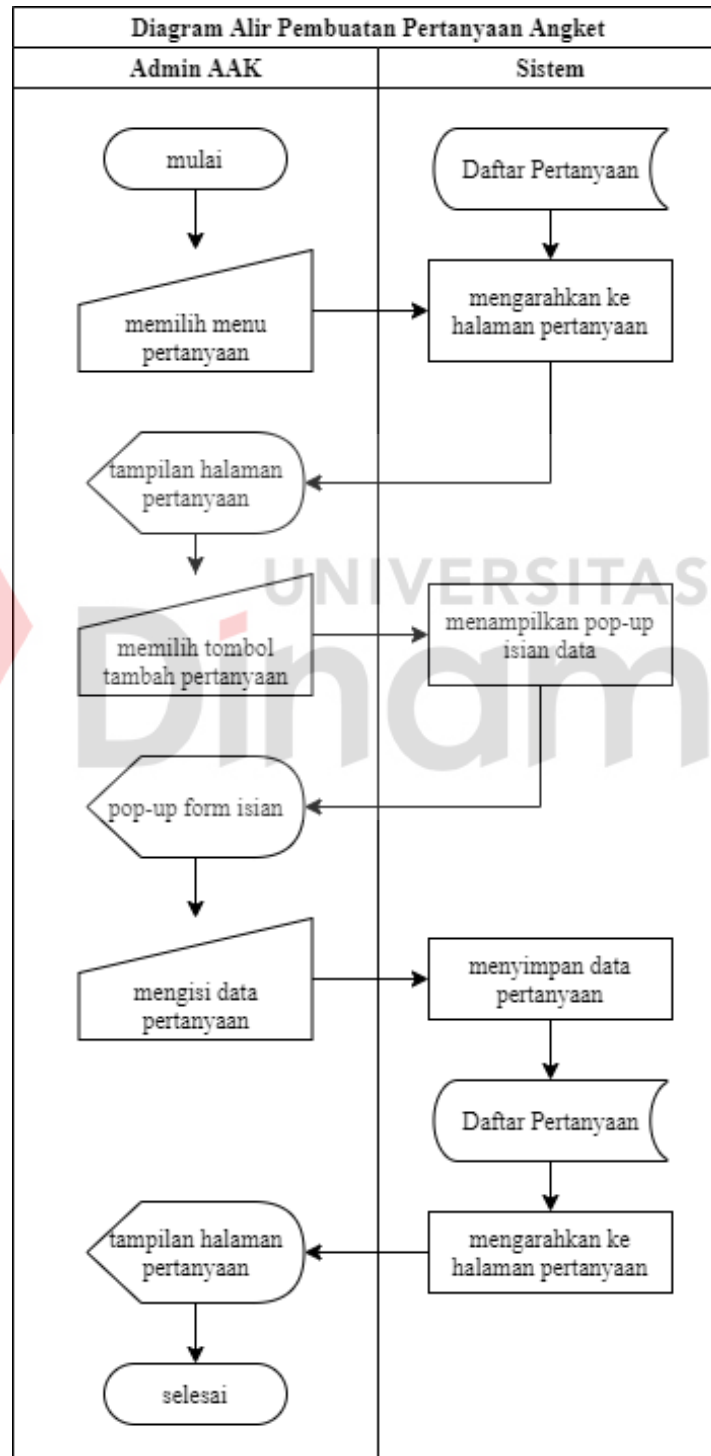 Diagram Alir Pembuatan Pertanyaan Angket
Admin AAK
Sistem
mulai
Daftar Pertanyaan
memilih menu
pertanyaan
mengarahkan ke
halaman pertanyaan
tampilan halaman
pertanyaan
UNIVERSITAS
Dinam
memilih tombol
tambah pertanyaan
menampilkan pop-up
isian data
pop-up form isian
mengisi data
pertanyaan
menyimpan data
pertanyaan
Daftar Pertanyaan
mengarahkan ke
halaman pertanyaan
tampilan halaman
pertanyaan
selesai